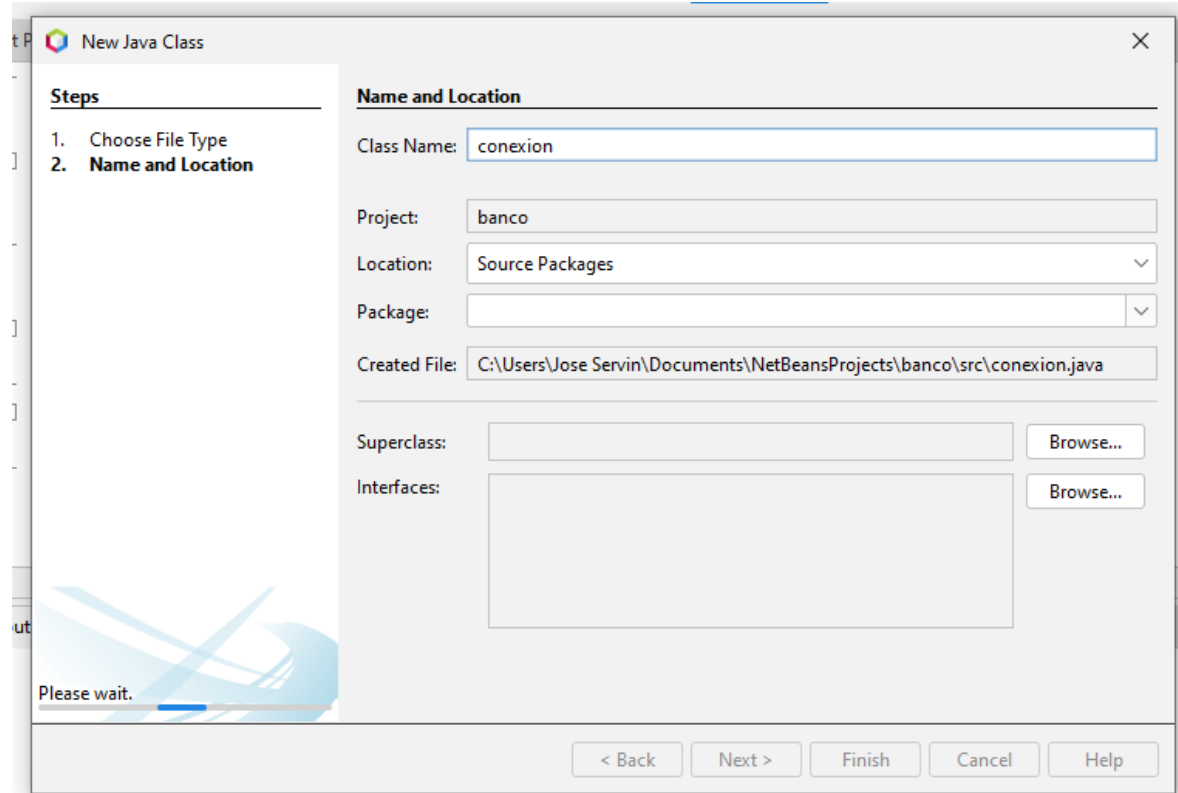 t P
New Java Class
Steps
1. Choose File Type
2. Name and Location
Please wait.
Name and Location
Class Name: conexion
Project: banco
Location: Source Packages
Package:
Created File: C:\Users\Jose Servin\Documents\NetBeansProjects\banco\src\conexion.java
Superclass: Browse...
Interfaces: Browse...
out
< Back Next > Finish Cancel Help